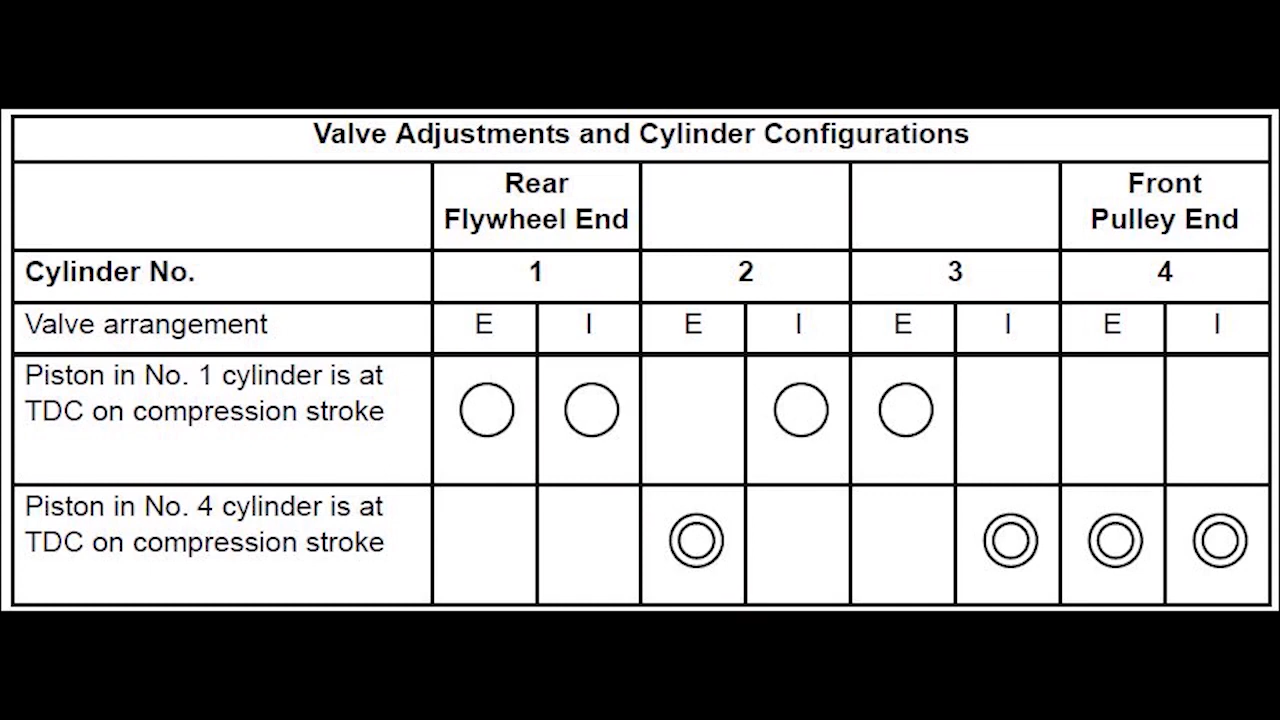 Valve Adjustments and Cylinder Configurations
Rear
Flywheel End
Front
Pulley End
Cylinder No. 1 2 3 4
Valve arrangement E I E I E I E I
Piston in No. 1 cylinder is at
TDC on compression stroke
Piston in No. 4 cylinder is at
TDC on compression stroke